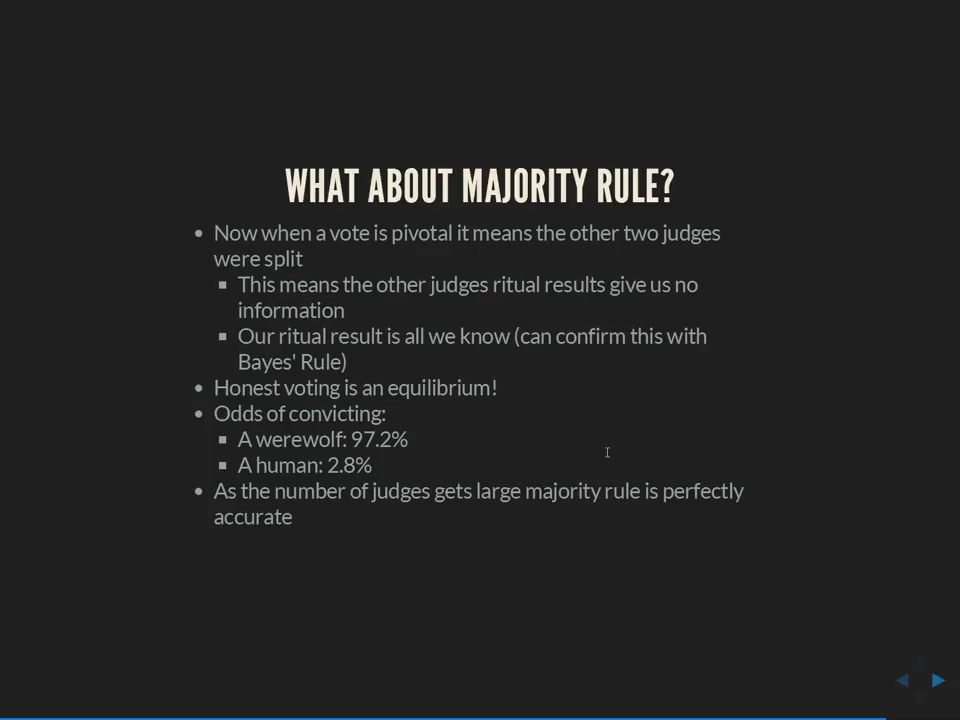 WHAT ABOUT MAJORITY RULE?
• Now when a vote is pivotal it means the other two judges
were split
▪ This means the other judges ritual results give us no
information
▪ Our ritual result is all we know (can confirm this with
Bayes' Rule)
• Honest voting is an equilibrium!
• Odds of convicting:
▪ A werewolf: 97.2%
▪ A human: 2.8%
• As the number of judges gets large majority rule is perfectly
accurate